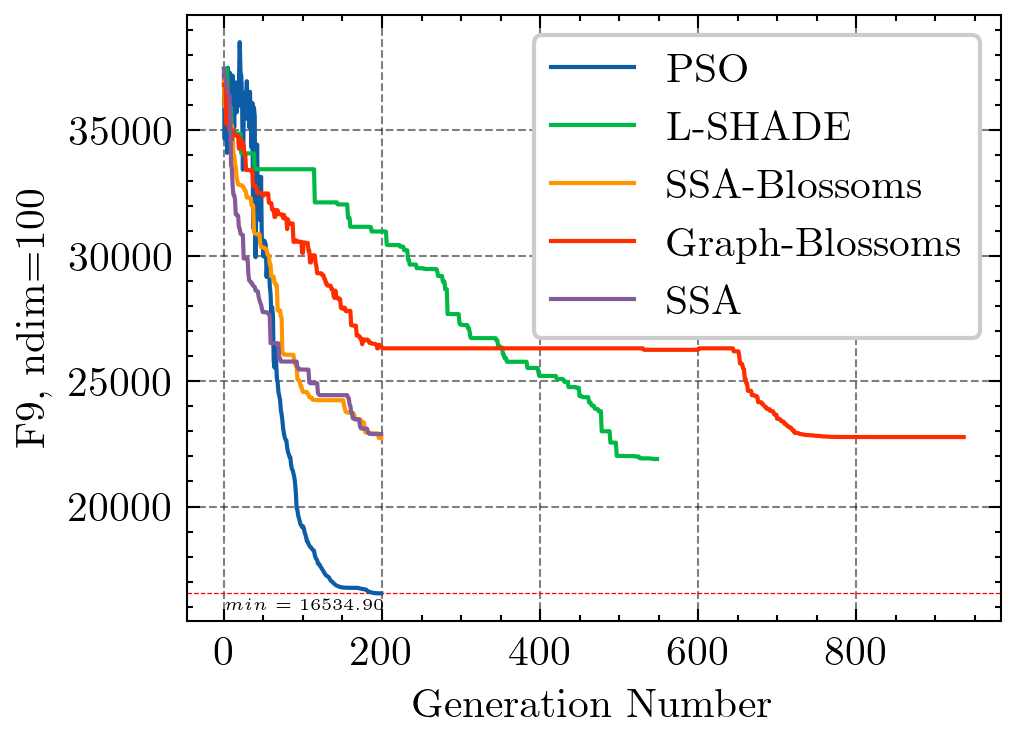 F9, ndim=100
35000
30000
25000
20000
PSO
L-SHADE
SSA-Blossoms
Graph-Blossoms
SSA
min = 16534.90
0 200 400 600 800
Generation Number